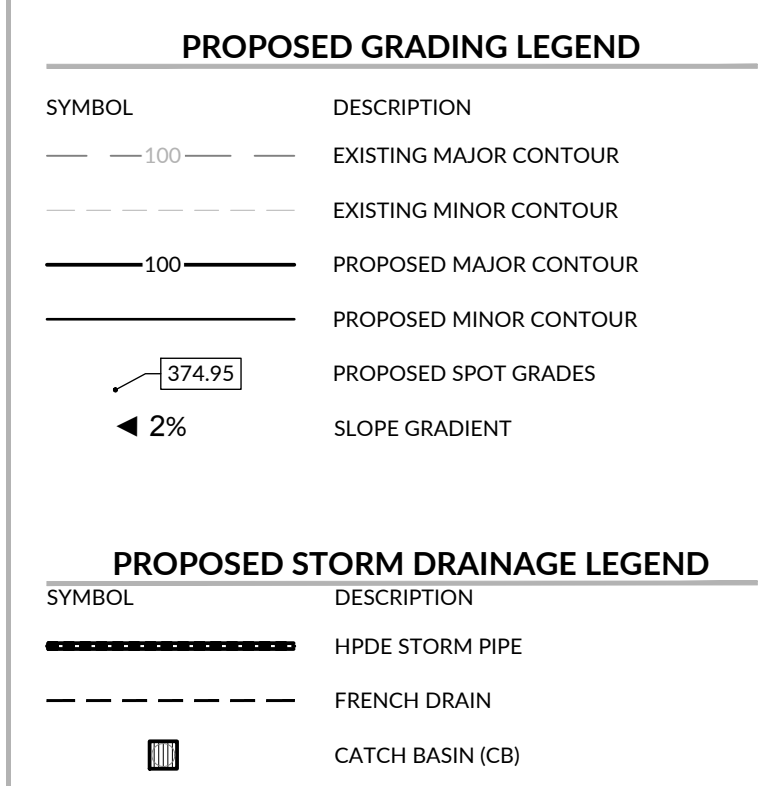 PROPOSED GRADING LEGEND
SYMBOL DESCRIPTION
100 EXISTING MAJOR CONTOUR
EXISTING MINOR CONTOUR
100 PROPOSED MAJOR CONTOUR
PROPOSED MINOR CONTOUR
374.95 PROPOSED SPOT GRADES
2% SLOPE GRADIENT
PROPOSED STORM DRAINAGE LEGEND
SYMBOL DESCRIPTION
HPDE STORM PIPE
FRENCH DRAIN
CATCH BASIN (CB)